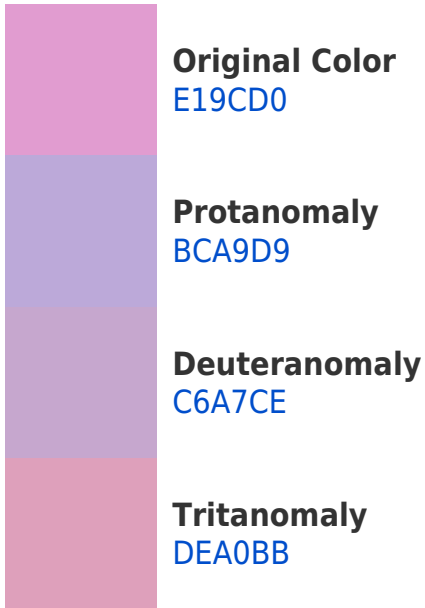 Original Color
E19CD0
Protanomaly
BCA9D9
Deuteranomaly
C6A7CE
Tritanomaly
DEA0BB